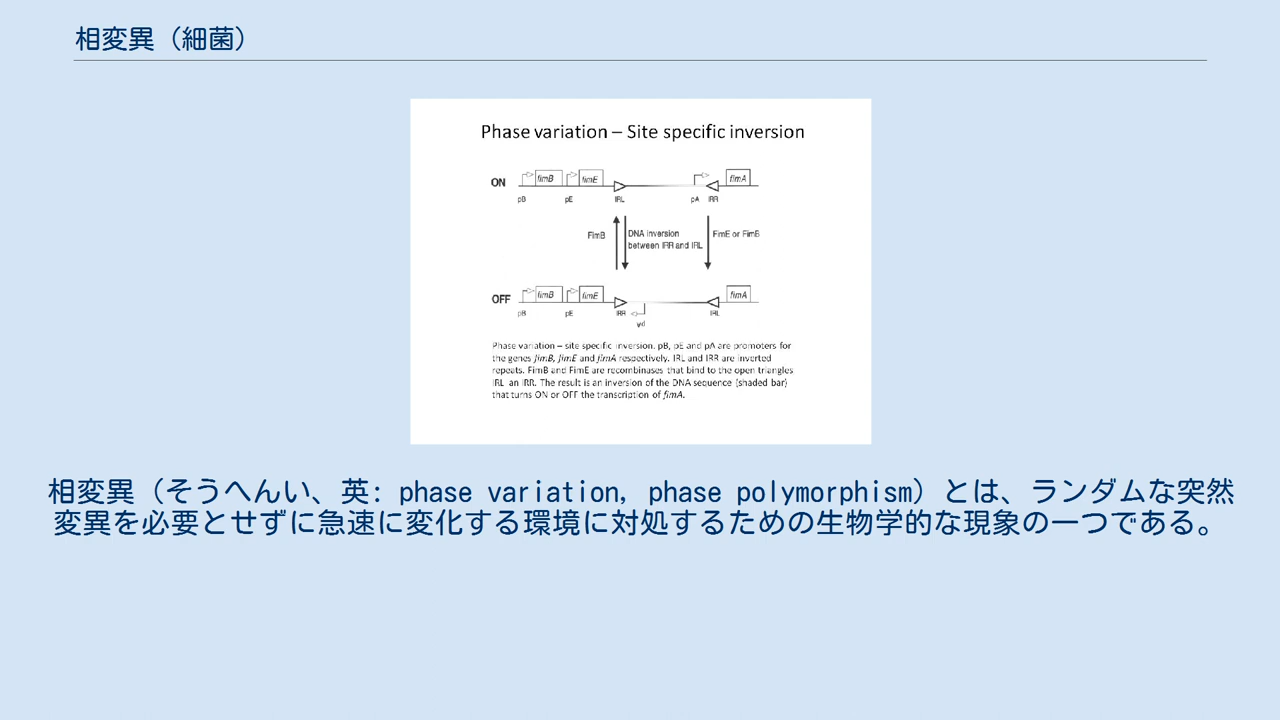 相変異（細菌）
Phase variation – Site specific inversion
ON fimB fimE fimA
pB pE IRL pA IRR
FimB DNA inversion FimE or FimB
between IRR and IRL
OFF fimB fimE fimA
pB pE IRR IRL
pA
Phase variation – site specific inversion. pB, pE and pA are promoters for
the genes fimB, fimE and fimA respectively. IRL and IRR are inverted
repeats. FimB and FimE are recombinases that bind to the open triangles
IRL an IRR. The result is an inversion of the DNA sequence (shaded bar)
that turns ON or OFF the transcription of fimA.
相変異（そうへんい、英: phase variation, phase polymorphism）とは、ランダムな突然
変異を必要とせずに急速に変化する環境に対処するための生物学的な現象の一つである。